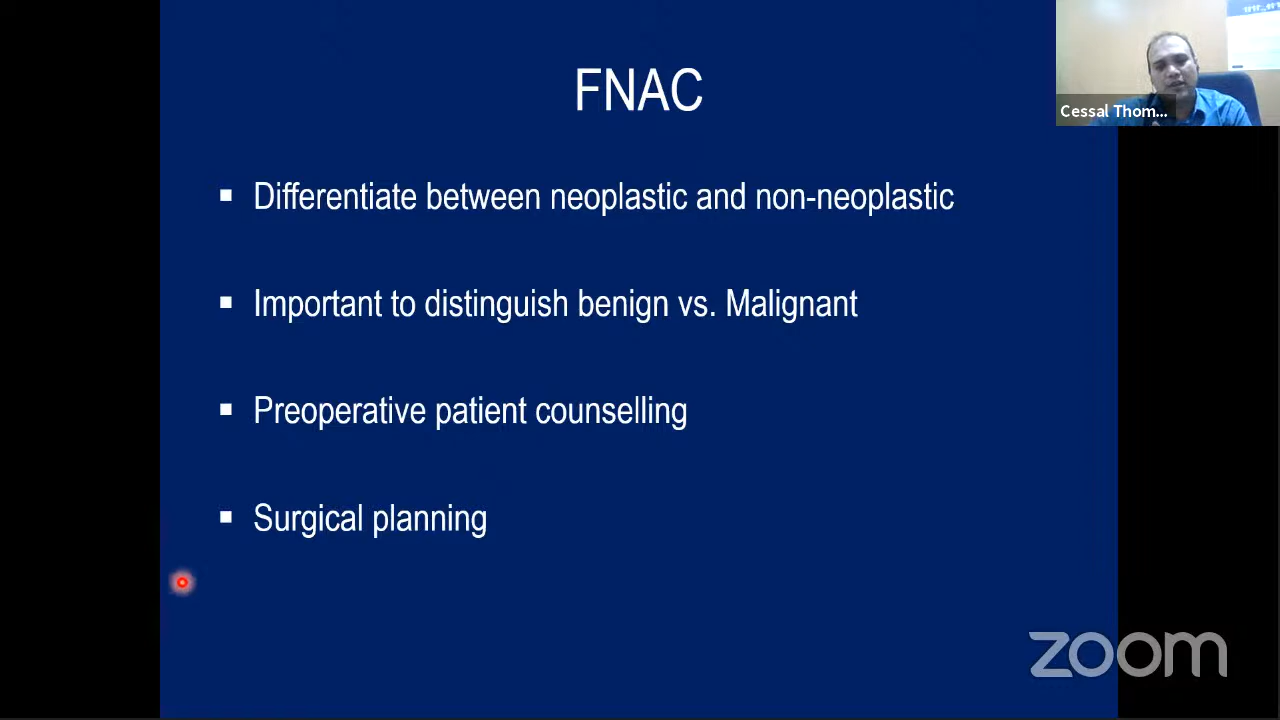 FNAC
Cessal Thom...
▪ Differentiate between neoplastic and non-neoplastic
▪ Important to distinguish benign vs. Malignant
▪ Preoperative patient counselling
▪ Surgical planning
zoom